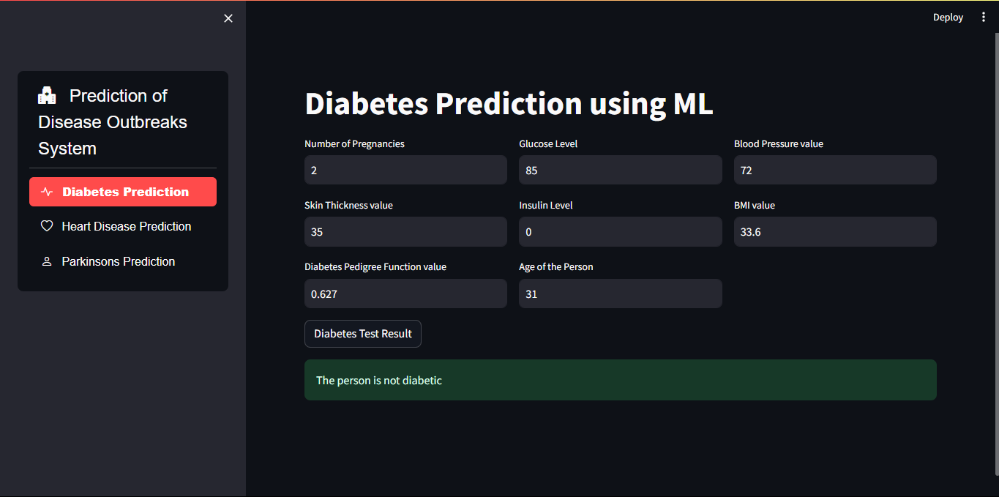 Deploy
Prediction of
Disease Outbreaks
System
Diabetes Prediction
Heart Disease Prediction
Parkinsons Prediction
Diabetes Prediction using ML
Number of Pregnancies
Glucose Level
Blood Pressure value
2
85
72
Skin Thickness value
Insulin Level
BMI value
35
0
33.6
Diabetes Pedigree Function value
Age of the Person
0.627
31
Diabetes Test Result
The person is not diabetic